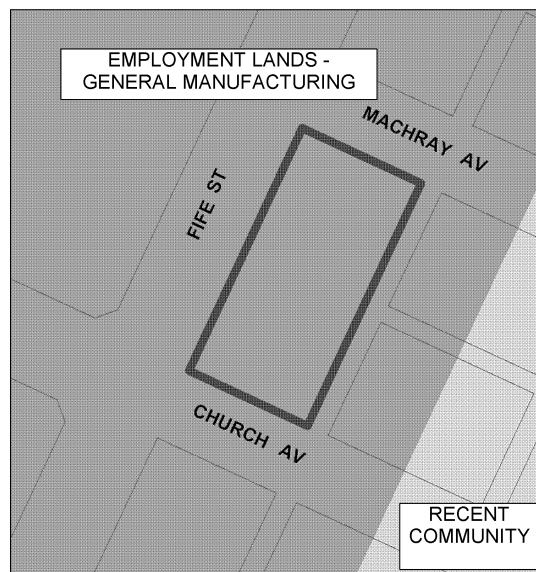 EMPLOYMENT LANDS -
GENERAL MANUFACTURING
MACHRAY AV
FIFE ST
CHURCH AV
RECENT
COMMUNITY